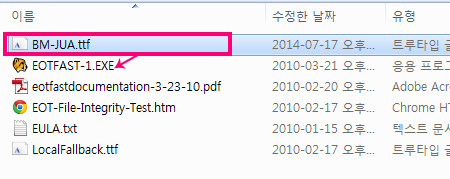 이름 수정한 날짜 유형
BM-JUA.ttf 2014-07-17 오후... 트루타입 글
EOTFAST-1.EXE 2010-03-21 오후... 응용 프로그
eotfastdocumentation-3-23-10.pdf 2010-02-20 오후... Adobe Acro
EOT-File-Integrity-Test.htm 2010-02-17 오후... Chrome HT
EULA.txt 2010-01-15 오후... 텍스트 문서
LocalFallback.ttf 2010-02-17 오후... 트루타입 글